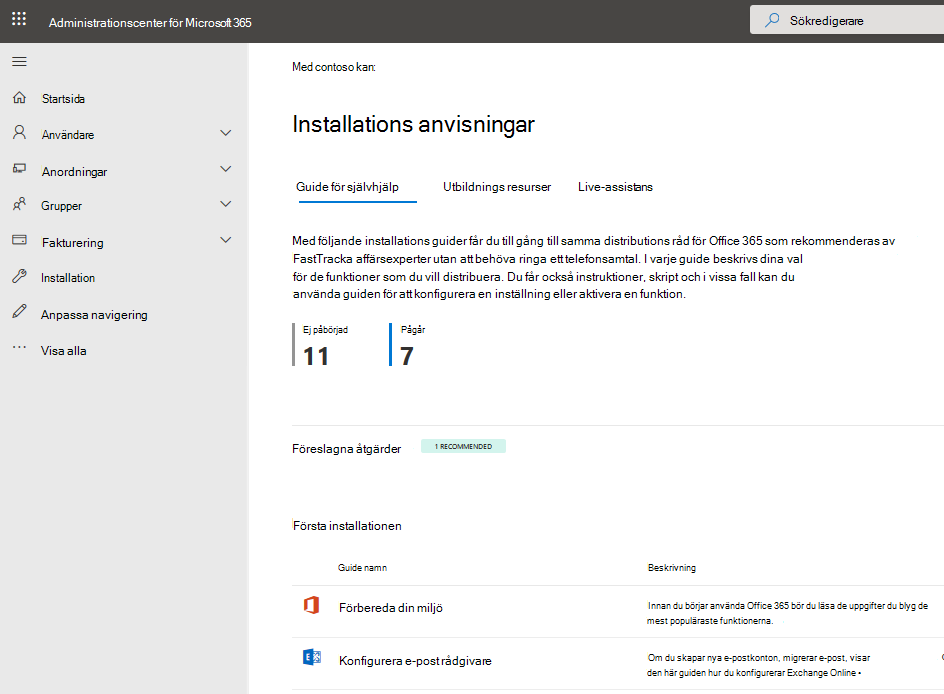 Administrationscenter för Microsoft 365
Sökredigerare
Startsida
Användare
Anordningar
Grupper
Fakturering
Installation
Anpassa navigering
Visa alla
Med contoso kan:
Installations anvisningar
Guide för självhjälp
Utbildnings resurser
Live-assistans
Med följande installations guider får du till gång till samma distributions råd för Office 365 som rekommenderas av
FastTracka affärsexperter utan att behöva ringa ett telefonsamtal. I varje guide beskrivs dina val
för de funktioner som du vill distribuera. Du får också instruktioner, skript och i vissa fall kan du
använda guiden för att konfigurera en inställning eller aktivera en funktion.
Ej påbörjad
11
Pågår
7
Föreslagna åtgärder
1 RECOMMENDED
Första installationen
Guide namn
Beskrivning
Förbereda din miljö
Innan du börjar använda Office 365 bör du läsa de uppgifter du blyg de
mest populäraste funktionerna.
Konfigurera e-post rådgivare
Om du skapar nya e-postkonton, migrerar e-post, visar
den här guiden hur du konfigurerar Exchange Online •